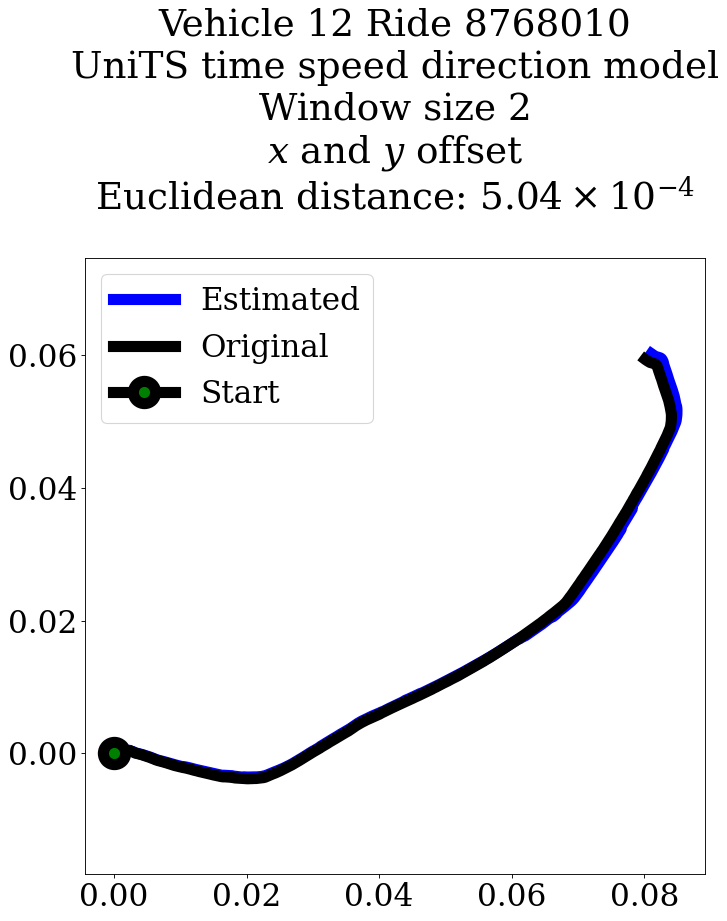 Vehicle 12 Ride 8768010
UniTS time speed direction model
Window size 2
x and y offset
Euclidean distance: 5.04 × 10⁻⁴
Estimated
Original
Start
0.06
0.04
0.02
0.00
0.00 0.02 0.04 0.06 0.08